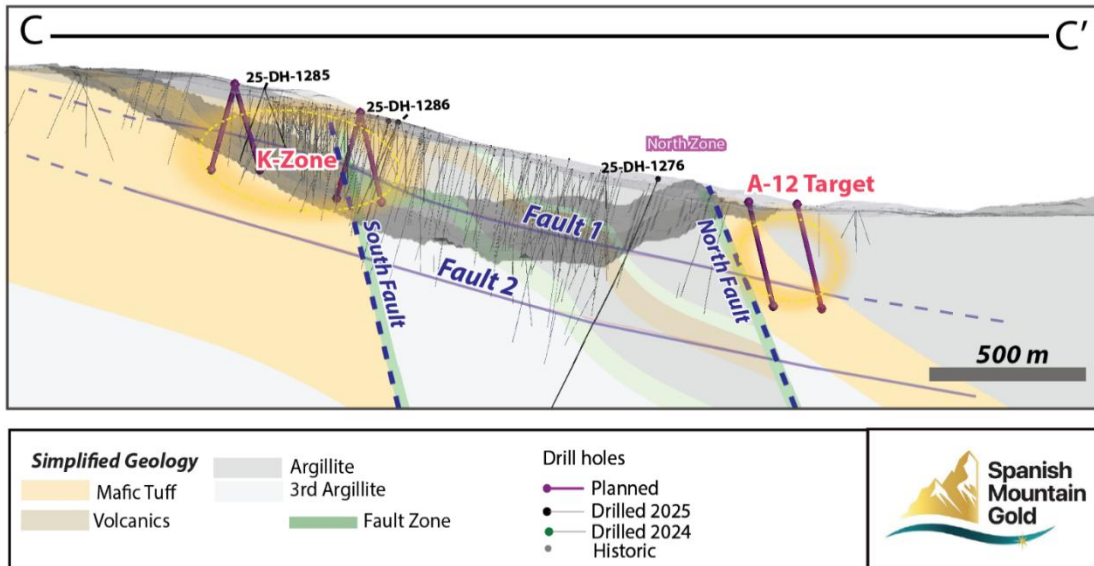 C
C’
25-DH-1285
25-DH-1286
North Zone
K-Zone
25-DH-1276
A-12 Target
Fault 1
South Fault
Fault 2
North Fault
500 m
Simplified Geology
Mafic Tuff
Volcanics
Argillite
3rd Argillite
Fault Zone
Drill holes
Planned
Drilled 2025
Drilled 2024
Historic
Spanish
Mountain
Gold